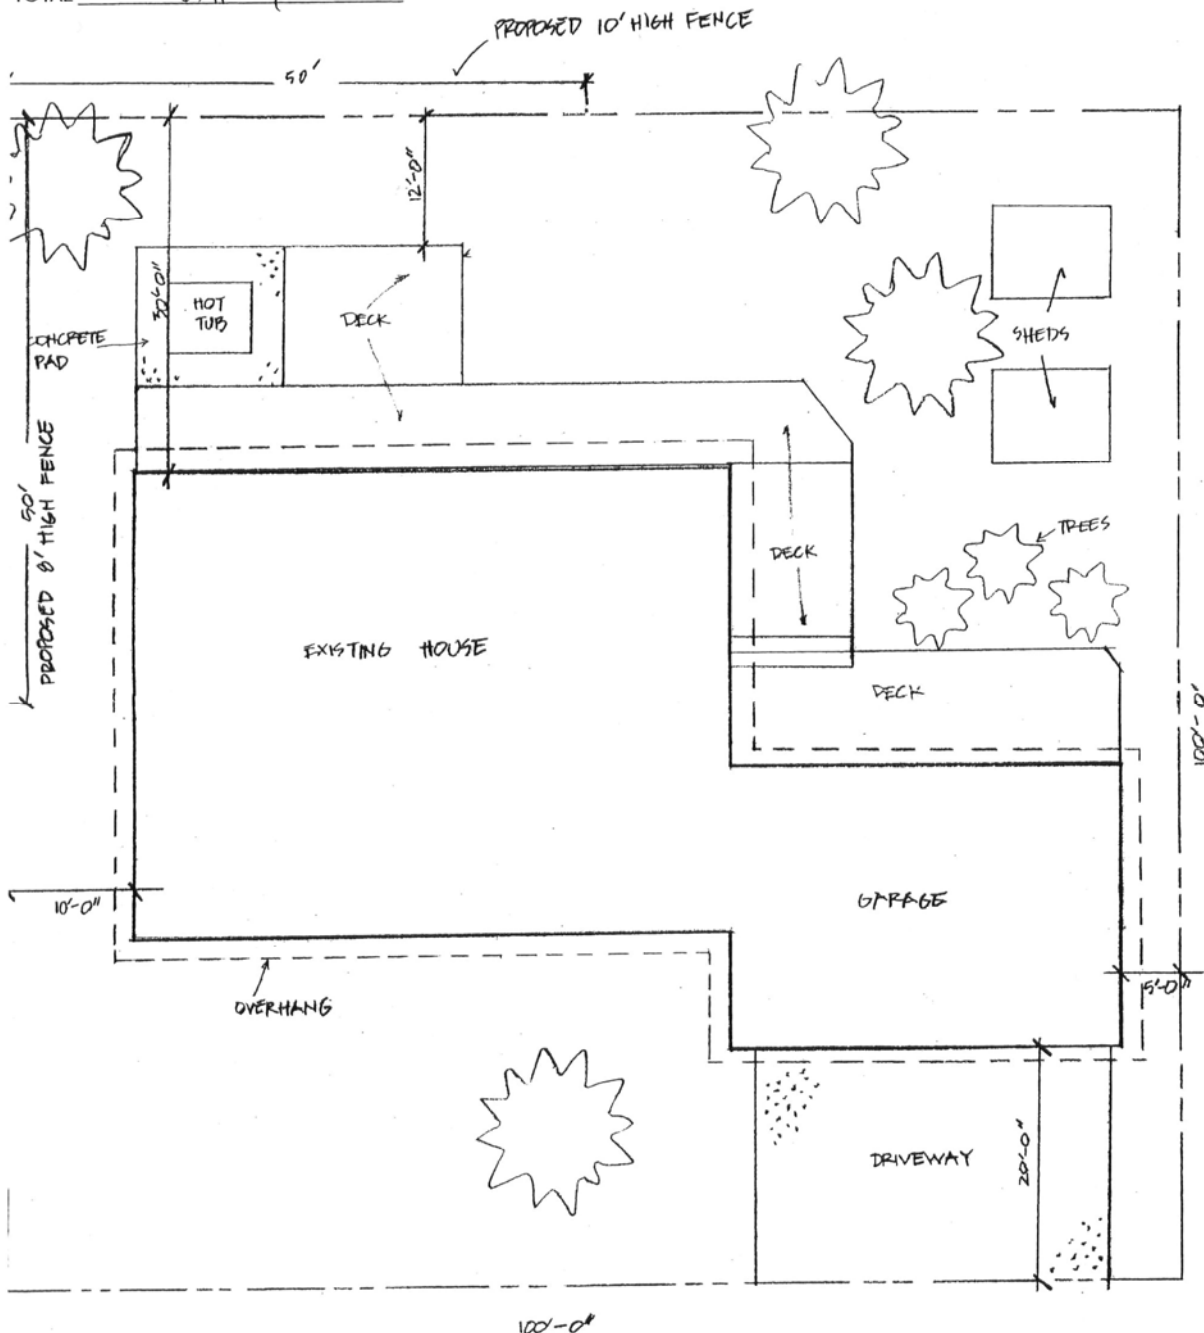 TOTAL
PROPOSED 10' HIGH FENCE
50'
12'-0"
30'-0"
HOT
TUB
DECK
CONCRETE
PAD
SHEDS
50'
PROPOSED 8' HIGH FENCE
TREES
DECK
EXISTING HOUSE
DECK
100'-0"
10'-0"
GARAGE
5'-0"
OVERHANG
DRIVEWAY
20'-0"
100'-0"